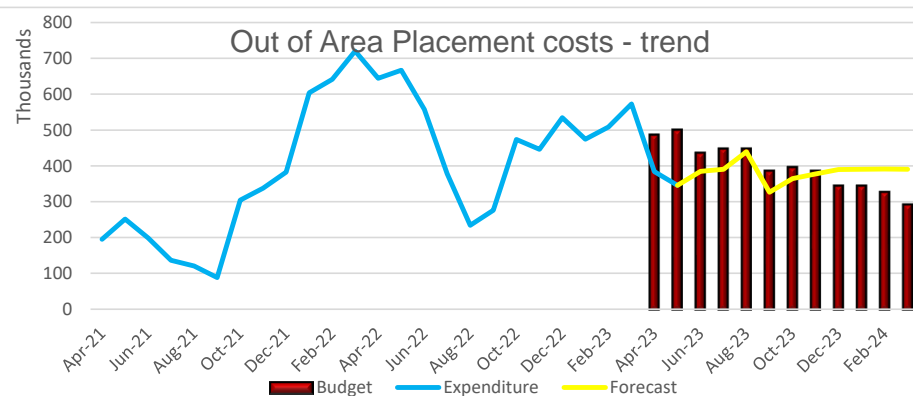 Out of Area Placement costs - trend
Thousands
800
700
600
500
400
300
200
100
0
Apr-21
Jun-21
Aug-21
Oct-21
Dec-21
Feb-22
Apr-22
Jun-22
Aug-22
Oct-22
Dec-22
Feb-23
Apr-23
Jun-23
Aug-23
Oct-23
Dec-23
Feb-24
Budget Expenditure Forecast